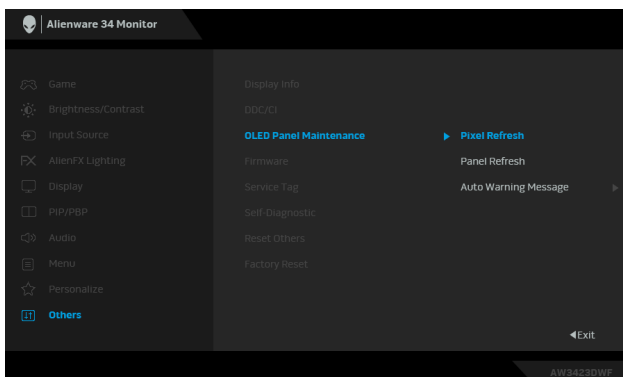 Alienware 34 Monitor
Game
Brightness/Contrast
Input Source
AlienFX Lighting
Display
PIP/PBP
Audio
Menu
Personalize
Others
Display Info
DDC/CI
OLED Panel Maintenance
Firmware
Service Tag
Self-Diagnostic
Reset Others
Factory Reset
Pixel Refresh
Panel Refresh
Auto Warning Message
Exit
AW3423DWF